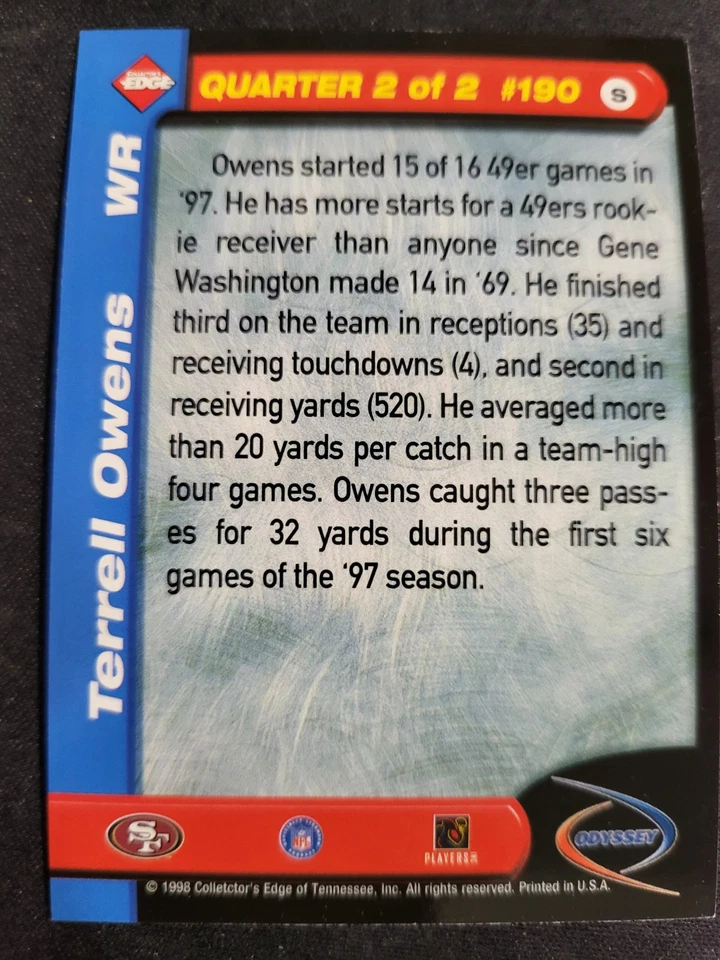 COLLECTOR'S
EDGE
QUARTER 2 of 2 #190 S
Terrell Owens WR
Owens started 15 of 16 49er games in
'97. He has more starts for a 49ers rook-
ie receiver than anyone since Gene
Washington made 14 in '69. He finished
third on the team in receptions (35) and
receiving touchdowns (4), and second in
receiving yards (520). He averaged more
than 20 yards per catch in a team-high
four games. Owens caught three pass-
es for 32 yards during the first six
games of the '97 season.
SF
NFL
PLAYERS INC
ODYSSEY
© 1998 Colletctor's Edge of Tennessee, Inc. All rights reserved. Printed in U.S.A.